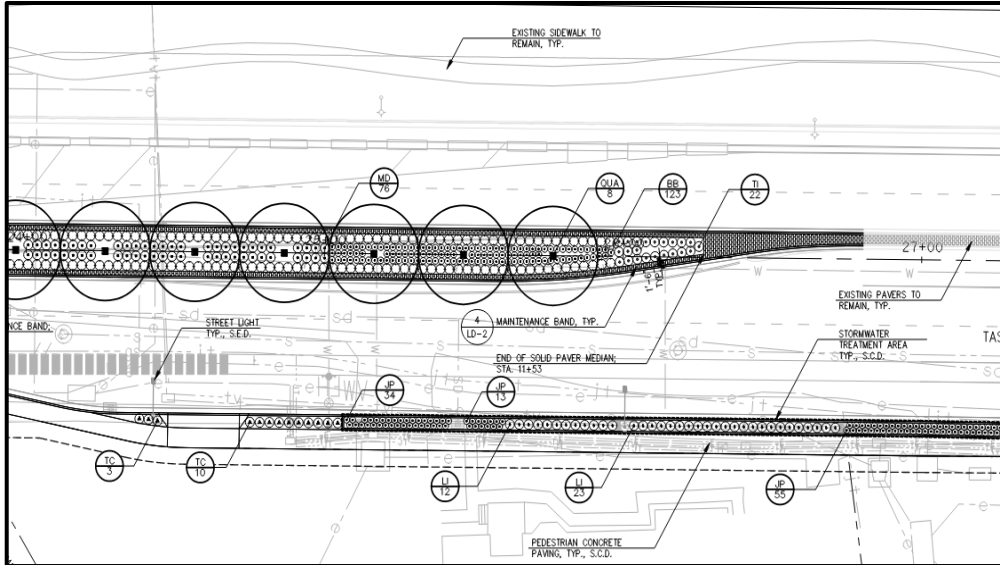 EXISTING SIDEWALK TO
REMAIN, TYP.
MD
76
QUA
8
BB
123
TI
22
27+00
EXISTING PAVERS TO
REMAIN, TYP.
4
LD-2
MAINTENANCE BAND, TYP.
NCE BAND;
STREET LIGHT
TYP., S.E.D.
END OF SOLID PAVER MEDIAN;
STA. 11+53
STORMWATER
TREATMENT AREA
TYP., S.C.D.
TAS
JP
34
JP
13
TC
3
TC
10
LI
12
LI
23
JP
55
PEDESTRIAN CONCRETE
PAVING, TYP., S.C.D.